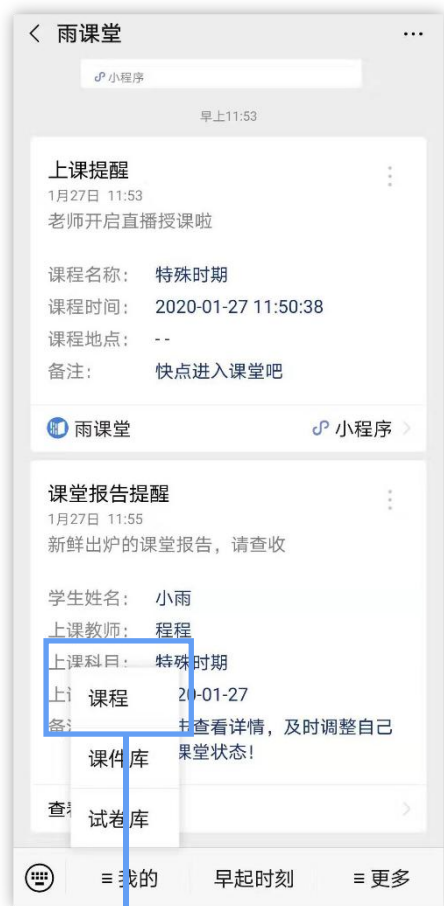 雨课堂
小程序
早上11:53
上课提醒
1月27日 11:53
老师开启直播授课啦
课程名称： 特殊时期
课程时间： 2020-01-27 11:50:38
课程地点： --
备注： 快点进入课堂吧
雨课堂 小程序
课堂报告提醒
1月27日 11:55
新鲜出炉的课堂报告，请查收
学生姓名： 小雨
上课教师： 程程
上课科目： 特殊时期
上 20-01-27
课程
查看详情，及时调整自己
课件库
课堂状态！
查
试卷库
≡ 我的 早起时刻 ≡ 更多